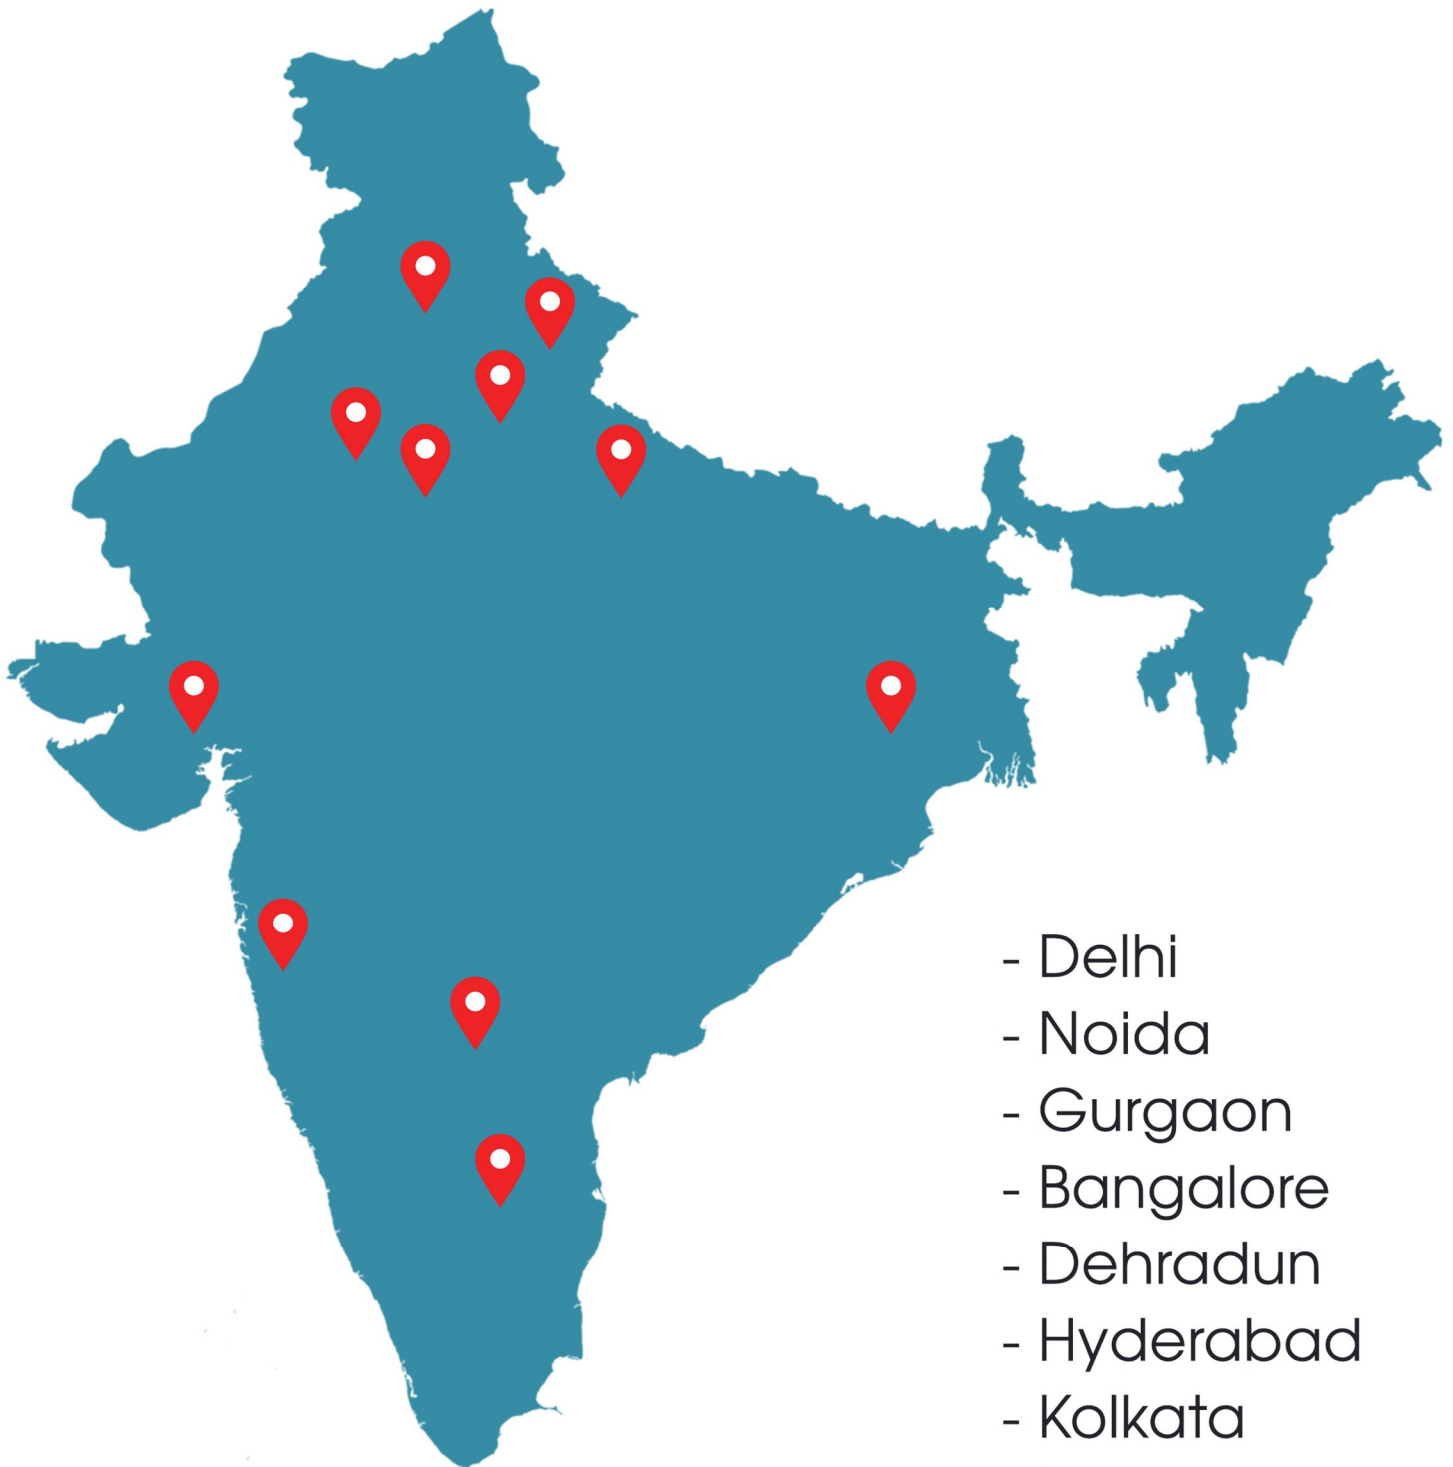 - Delhi
- Noida
- Gurgaon
- Bangalore
- Dehradun
- Hyderabad
- Kolkata